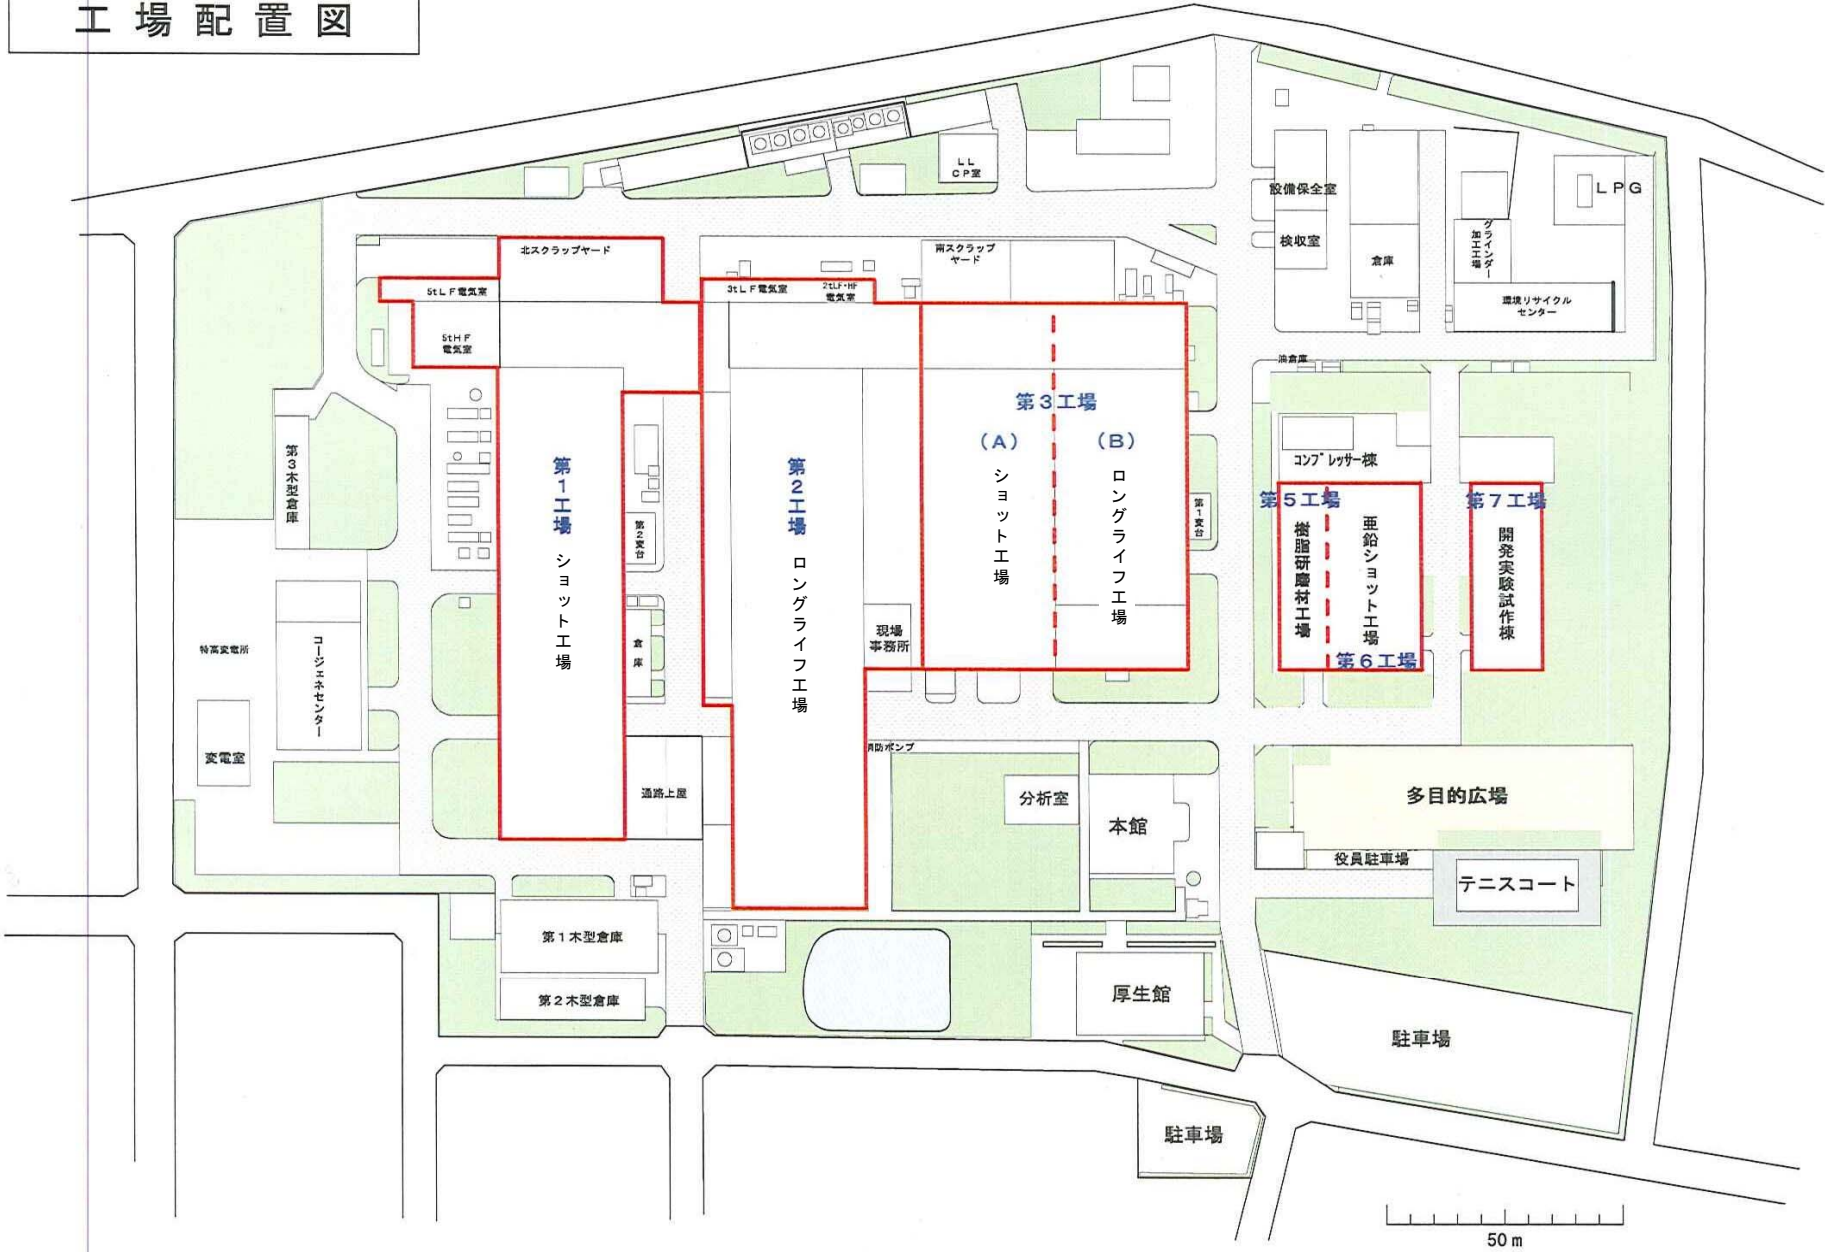 工場配置図
LL
CP室
設備保全室
LPG
検収室
倉庫
グラインダー
加工工場
環境リサイクル
センター
北スクラップヤード
南スクラップ
ヤード
5tLF電気室
3tLF電気室
2tLF・HF
電気室
5tHF
電気室
油倉庫
第3工場
(A)
(B)
ショット工場
ロングライフ工場
第3木型倉庫
第1工場
ショット工場
第2工場
ロングライフ工場
第2変台
第1変台
コンプレッサー棟
第5工場
樹脂研磨材工場
亜鉛ショット工場
第6工場
第7工場
開発実験試作棟
倉庫
現場
事務所
特高変電所
コージェネセンター
変電室
通路上屋
消防ポンプ
分析室
本館
多目的広場
役員駐車場
テニスコート
第1木型倉庫
第2木型倉庫
厚生館
駐車場
駐車場
50m